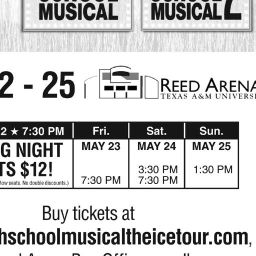 SCHOOL
MUSICAL
MUSICAL 2
2 - 25
REED ARENA
TEXAS A&M UNIVERSI
2 ★ 7:30 PM Fri. Sat. Sun.
G NIGHT MAY 23 MAY 24 MAY 25
TS $12! 3:30 PM 1:30 PM
low seats. No double discounts.) 7:30 PM 7:30 PM
Buy tickets at
hschoolmusicaltheicetour.com,